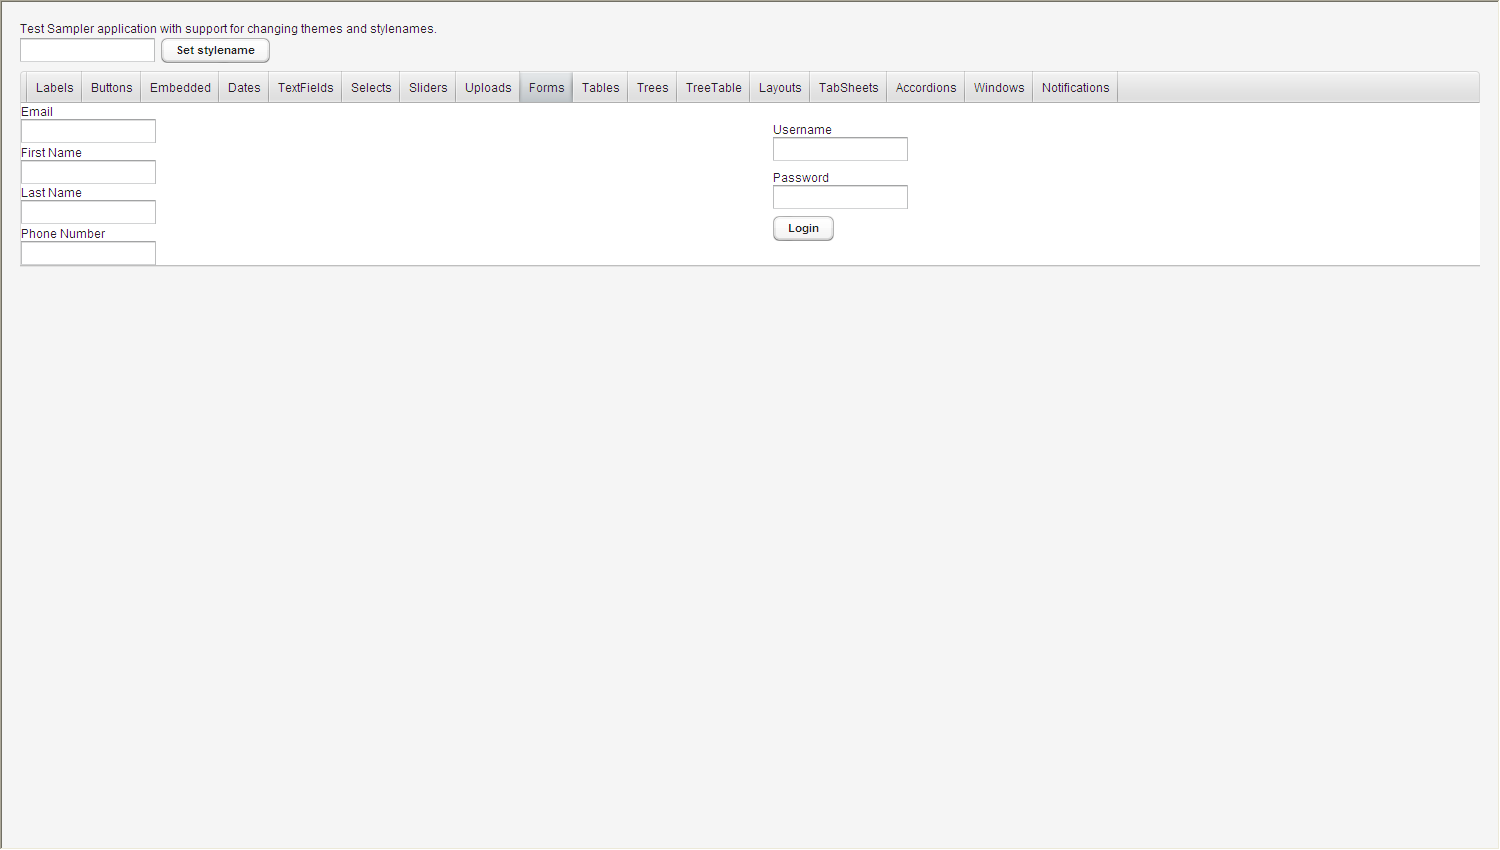 Test Sampler application with support for changing themes and stylenames.
Set stylename
Labels Buttons Embedded Dates TextFields Selects Sliders Uploads Forms Tables Trees TreeTable Layouts TabSheets Accordions Windows Notifications
Email
First Name
Last Name
Phone Number
Username
Password
Login